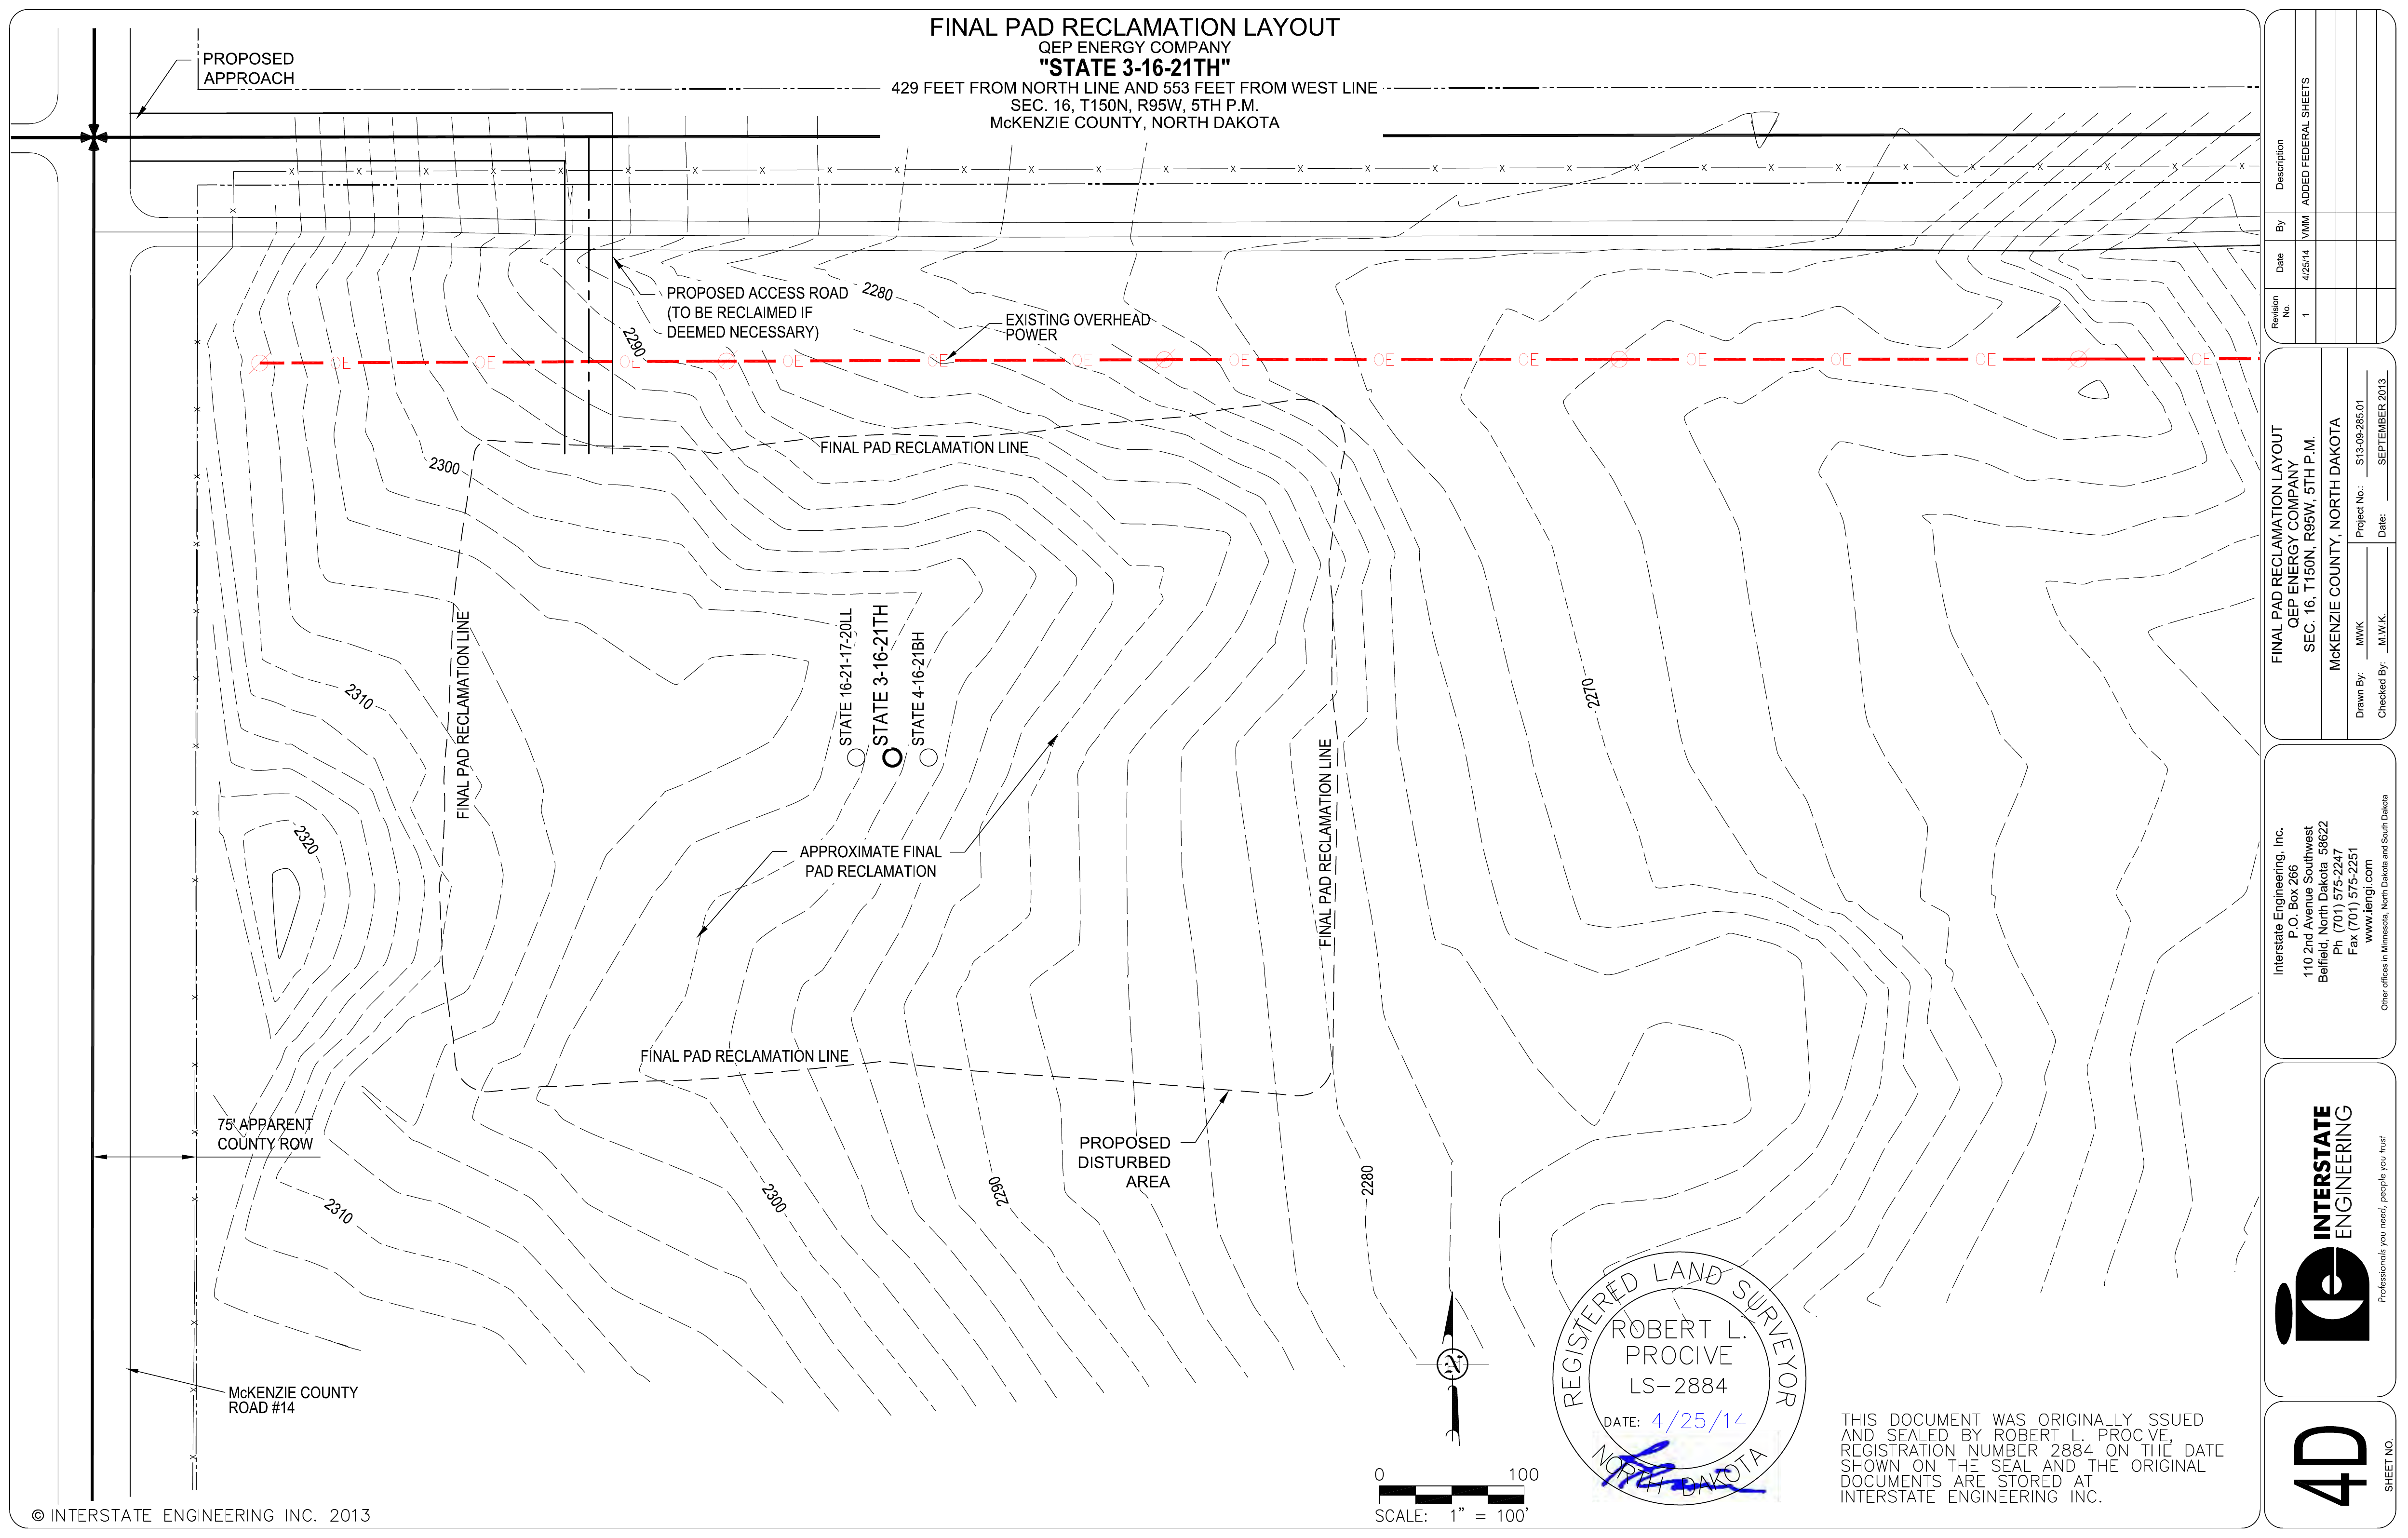 FINAL PAD RECLAMATION LAYOUT
QEP ENERGY COMPANY
"STATE 3-16-21TH"
429 FEET FROM NORTH LINE AND 553 FEET FROM WEST LINE
SEC. 16, T150N, R95W, 5TH P.M.
McKENZIE COUNTY, NORTH DAKOTA
PROPOSED
APPROACH
PROPOSED ACCESS ROAD
(TO BE RECLAIMED IF
DEEMED NECESSARY)
2280
2290
EXISTING OVERHEAD
POWER
OE OE OE OE OE OE OE OE OE OE OE OE OE
FINAL PAD RECLAMATION LINE
2300
FINAL PAD RECLAMATION LINE
STATE 16-21-17-20LL
STATE 3-16-21TH
STATE 4-16-21BH
2310
2270
2320
FINAL PAD RECLAMATION LINE
APPROXIMATE FINAL
PAD RECLAMATION
FINAL PAD RECLAMATION LINE
75' APPARENT
COUNTY ROW
PROPOSED
DISTURBED
AREA
2310
2300
2290
2280
McKENZIE COUNTY
ROAD #14
N
0 100
SCALE: 1" = 100'
REGISTERED LAND SURVEYOR
ROBERT L.
PROCIVE
LS-2884
DATE: 4/25/14
NORTH DAKOTA
THIS DOCUMENT WAS ORIGINALLY ISSUED
AND SEALED BY ROBERT L. PROCIVE,
REGISTRATION NUMBER 2884 ON THE DATE
SHOWN ON THE SEAL AND THE ORIGINAL
DOCUMENTS ARE STORED AT
INTERSTATE ENGINEERING INC.
© INTERSTATE ENGINEERING INC. 2013
Revision No. Date By Description
1 4/25/14 VMM ADDED FEDERAL SHEETS
FINAL PAD RECLAMATION LAYOUT
QEP ENERGY COMPANY
SEC. 16, T150N, R95W, 5TH P.M.
McKENZIE COUNTY, NORTH DAKOTA
Drawn By: MWK Project No.: S13-09-285.01
Checked By: M.W.K. Date: SEPTEMBER 2013
Interstate Engineering, Inc.
P.O. Box 266
110 2nd Avenue Southwest
Belfield, North Dakota 58622
Ph (701) 575-2247
Fax (701) 575-2251
www.iengi.com
Other offices in Minnesota, North Dakota and South Dakota
INTERSTATE
ENGINEERING
Professionals you need, people you trust
4D
SHEET NO.